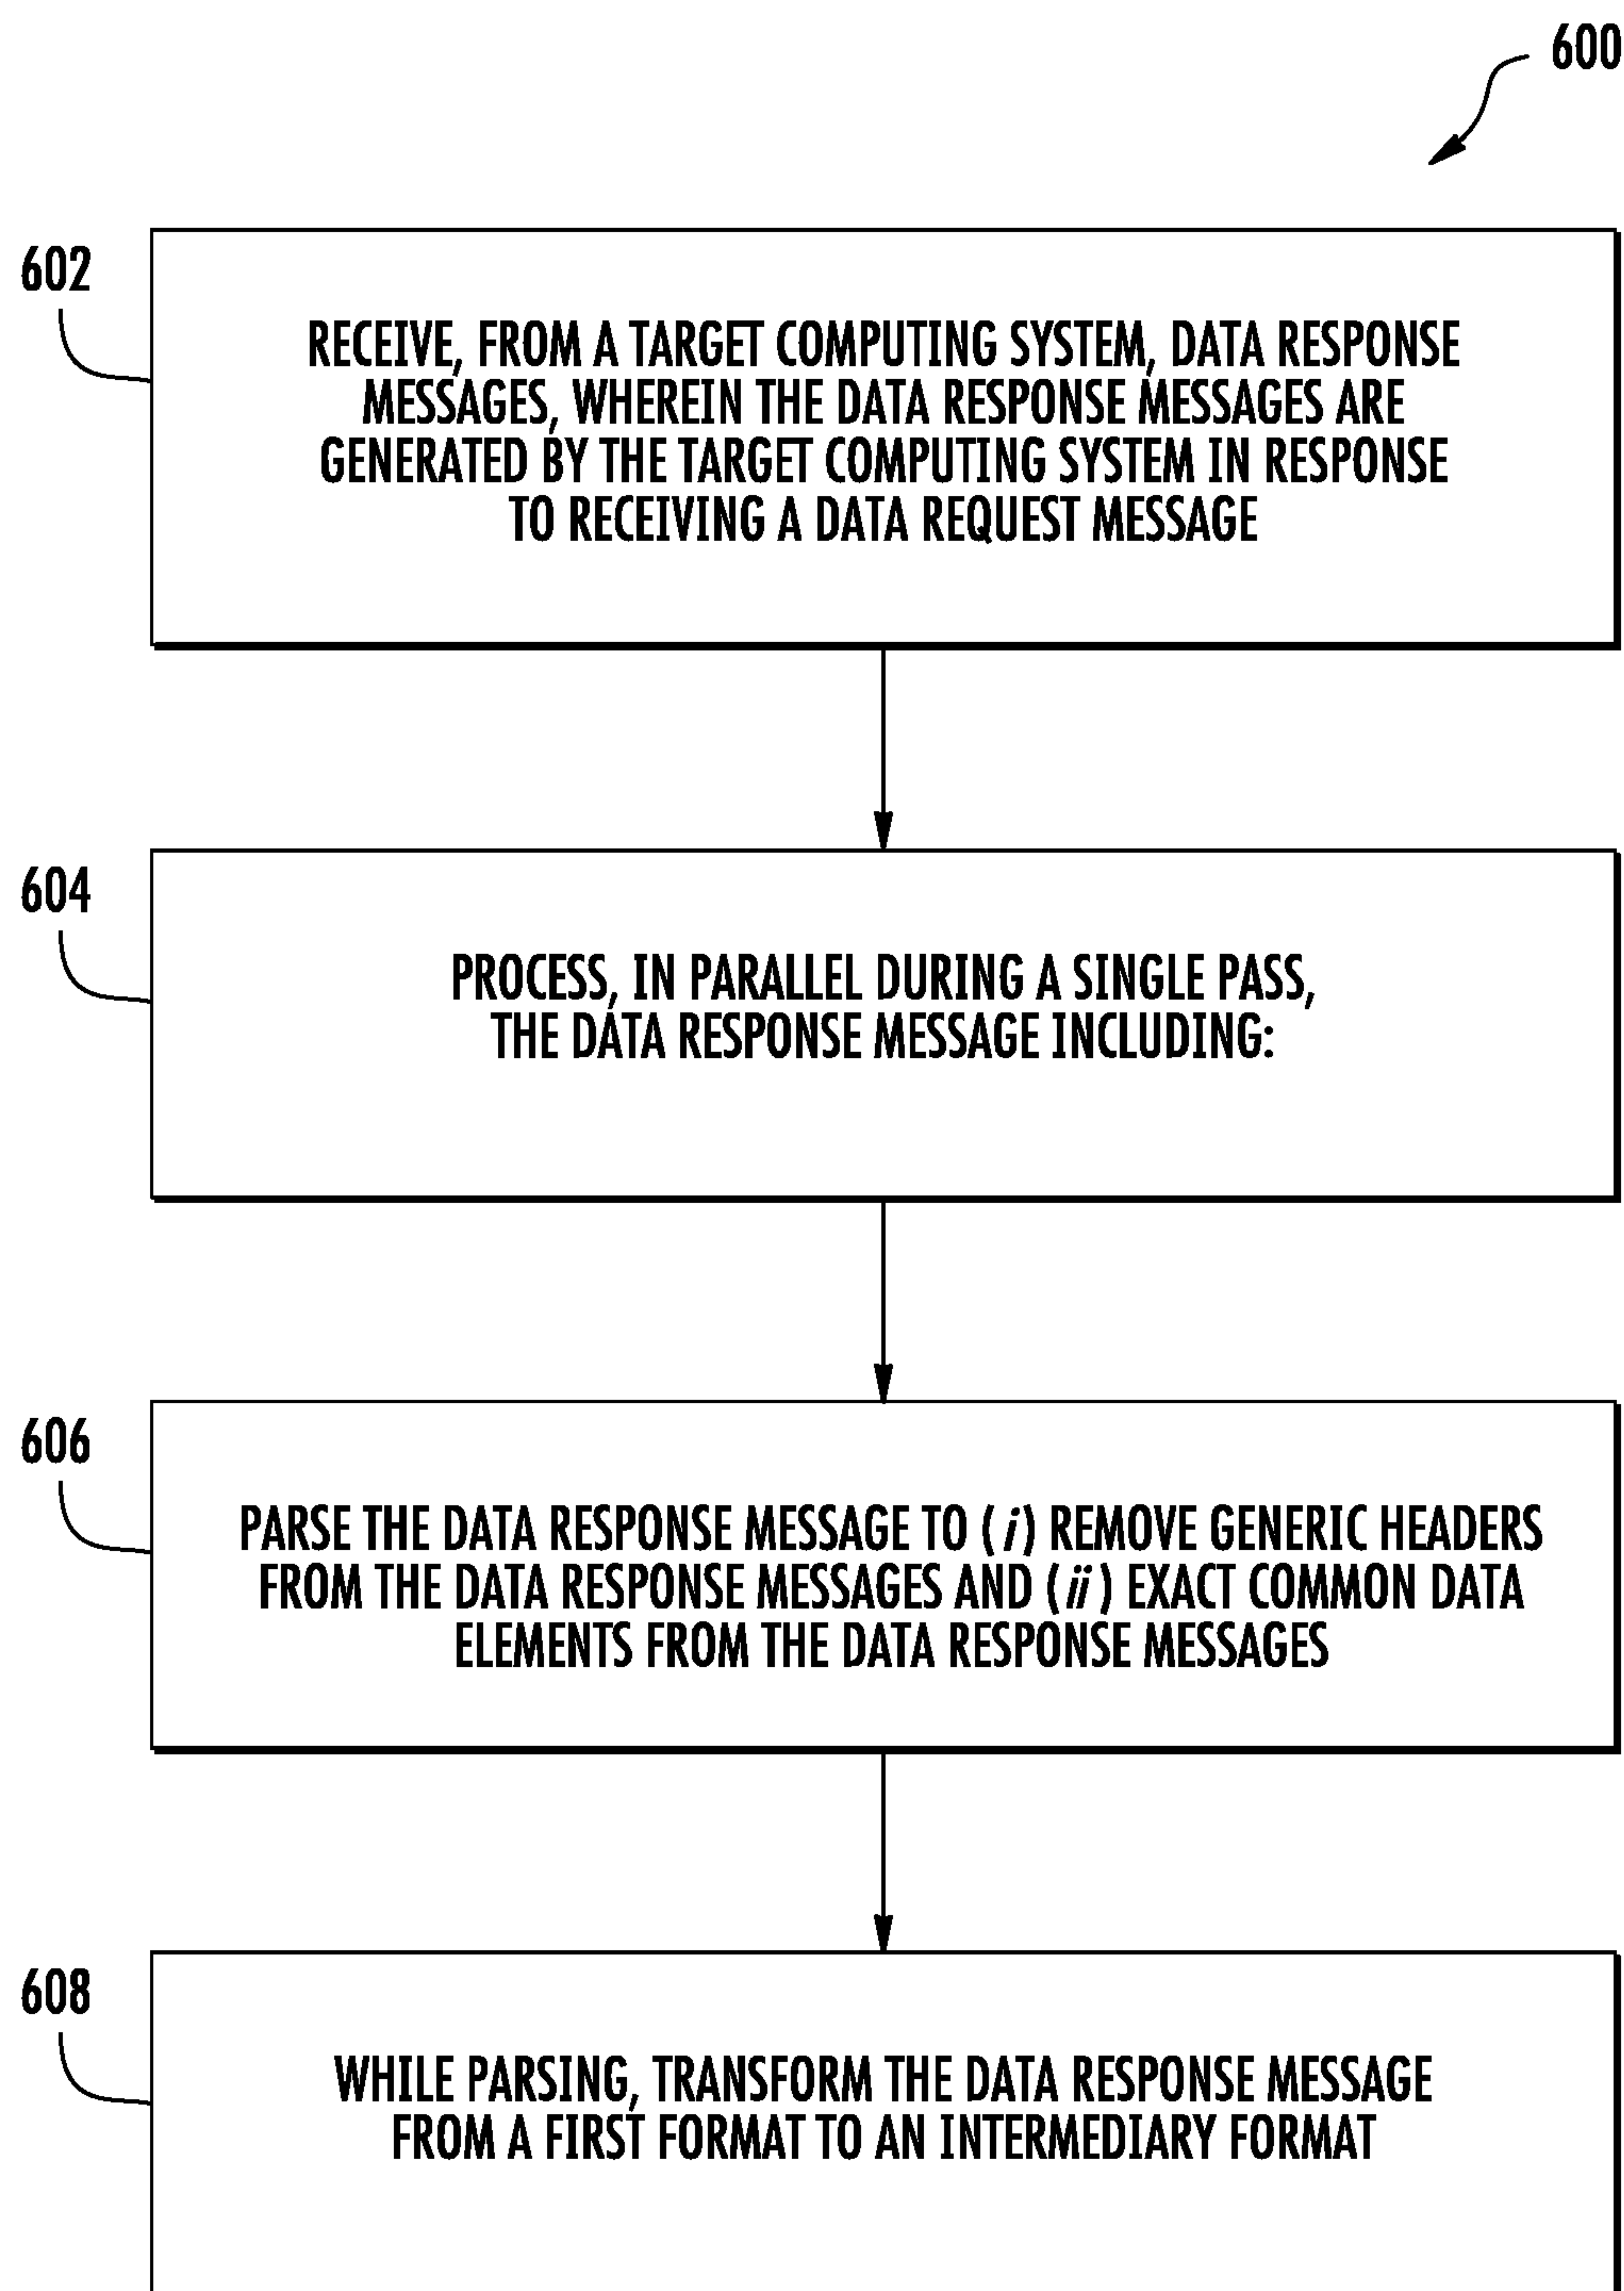 600
602
RECEIVE, FROM A TARGET COMPUTING SYSTEM, DATA RESPONSE
MESSAGES, WHEREIN THE DATA RESPONSE MESSAGES ARE
GENERATED BY THE TARGET COMPUTING SYSTEM IN RESPONSE
TO RECEIVING A DATA REQUEST MESSAGE
604
PROCESS, IN PARALLEL DURING A SINGLE PASS,
THE DATA RESPONSE MESSAGE INCLUDING:
606
PARSE THE DATA RESPONSE MESSAGE TO (i) REMOVE GENERIC HEADERS
FROM THE DATA RESPONSE MESSAGES AND (ii) EXACT COMMON DATA
ELEMENTS FROM THE DATA RESPONSE MESSAGES
608
WHILE PARSING, TRANSFORM THE DATA RESPONSE MESSAGE
FROM A FIRST FORMAT TO AN INTERMEDIARY FORMAT